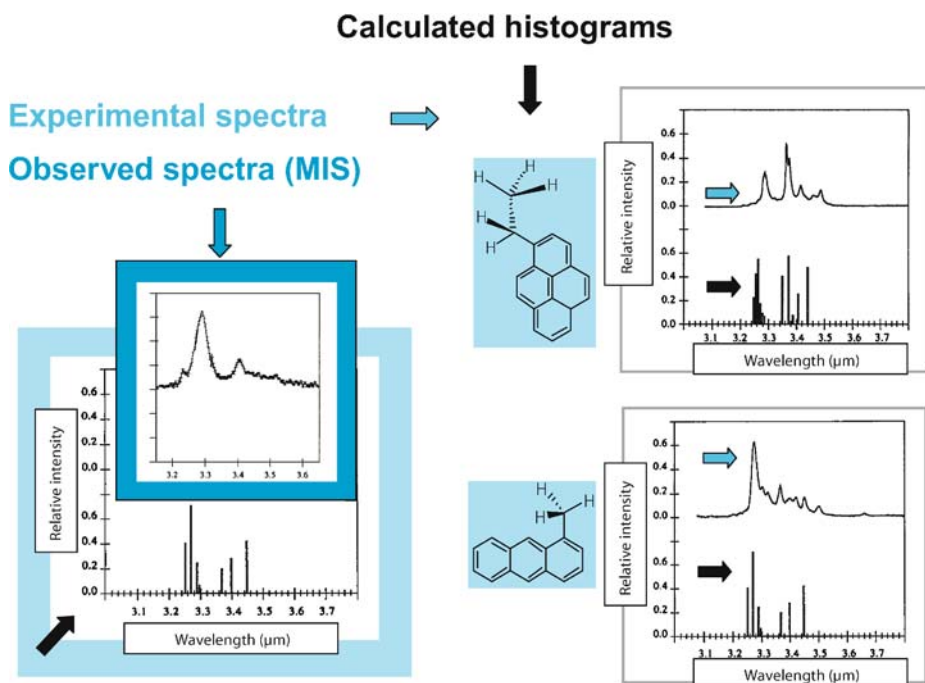 Calculated histograms
Experimental spectra
Observed spectra (MIS)
0.6
0.4
0.2
0.0
0.6
0.4
0.2
0.0
3.1 3.2 3.3 3.4 3.5 3.6 3.7
Relative intensity
Wavelength (µm)
H
H
H
H
H
3.2 3.3 3.4 3.5 3.6
0.6
0.4
0.2
0.0
0.6
0.4
0.2
0.0
3.1 3.2 3.3 3.4 3.5 3.6 3.7
Relative intensity
Wavelength (µm)
0.6
0.4
0.2
0.0
0.6
0.4
0.2
0.0
3.1 3.2 3.3 3.4 3.5 3.6 3.7
Relative intensity
Wavelength (µm)
H
H
H